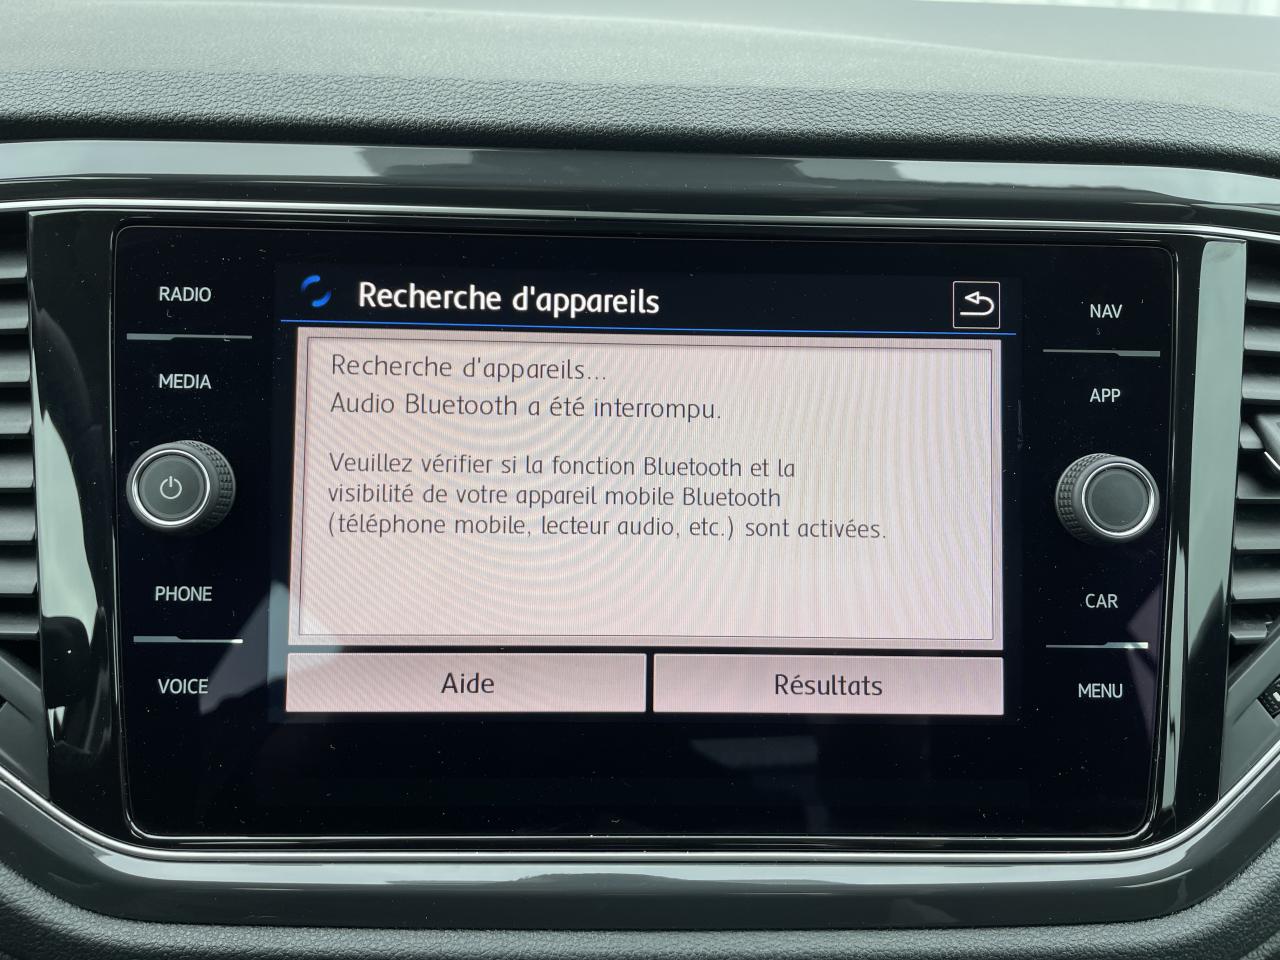 RADIO
MEDIA
PHONE
VOICE
Recherche d'appareils
Recherche d'appareils...
Audio Bluetooth a été interrompu.
Veuillez vérifier si la fonction Bluetooth et la
visibilité de votre appareil mobile Bluetooth
(téléphone mobile, lecteur audio, etc.) sont activées.
Aide
Résultats
NAV
APP
CAR
MENU